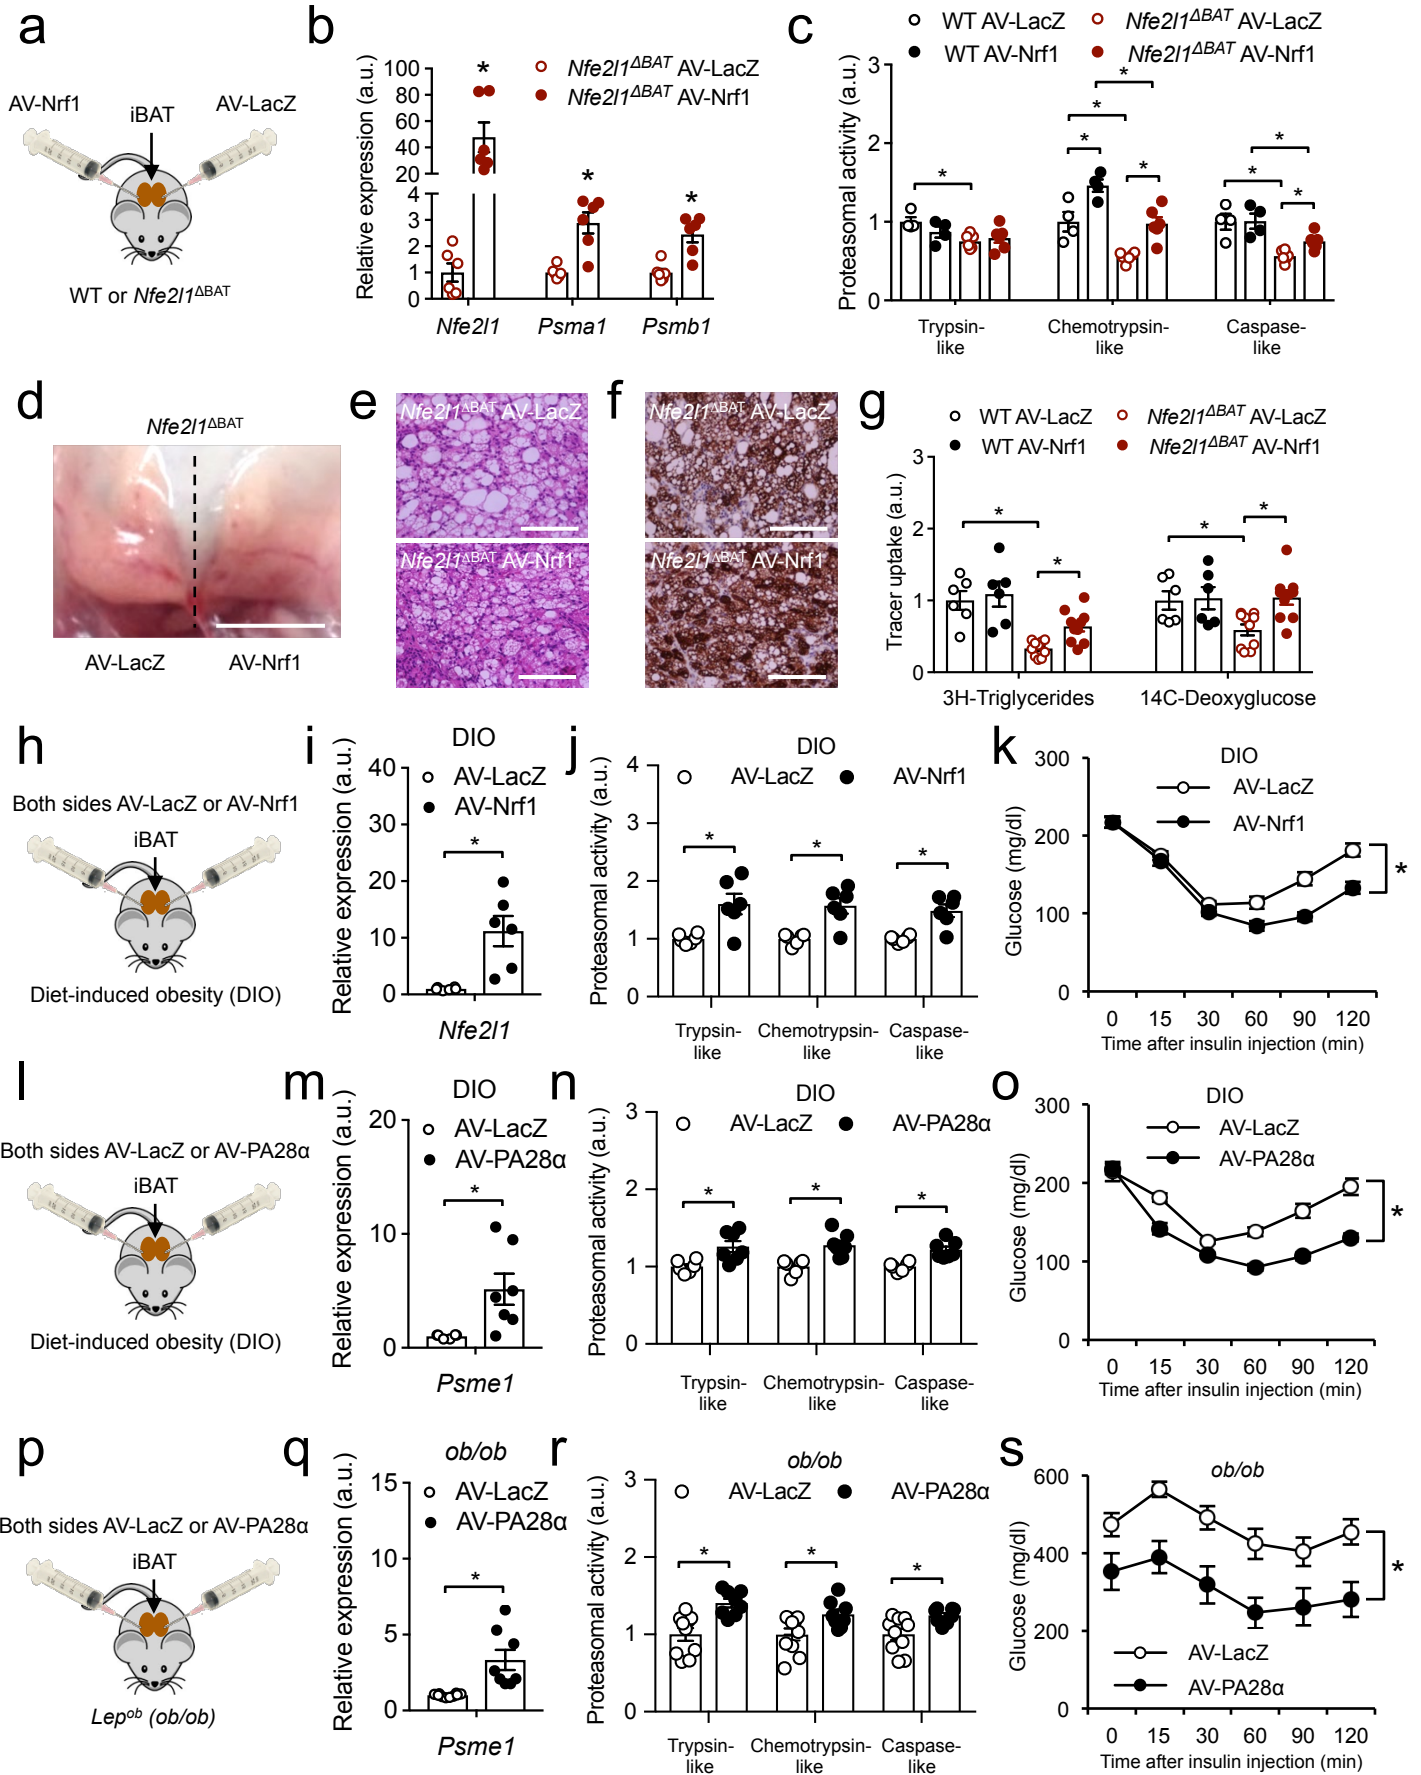 a
AV-Nrf1
AV-LacZ
iBAT
WT or Nfe2l1ΔBAT
b
Nfe2l1ΔBAT AV-LacZ
Nfe2l1ΔBAT AV-Nrf1
Relative expression (a.u.)
100
80
60
40
20
4
3
2
1
0
*
*
*
Nfe2l1
Psma1
Psmb1
c
WT AV-LacZ
Nfe2l1ΔBAT AV-LacZ
WT AV-Nrf1
Nfe2l1ΔBAT AV-Nrf1
Proteasomal activity (a.u.)
3
2
1
0
*
*
*
*
*
*
*
*
Trypsin-
like
Chemotrypsin-
like
Caspase-
like
d
Nfe2l1ΔBAT
AV-LacZ
AV-Nrf1
e
Nfe2l1ΔBAT AV-LacZ
Nfe2l1ΔBAT AV-Nrf1
f
Nfe2l1ΔBAT AV-LacZ
Nfe2l1ΔBAT AV-Nrf1
g
WT AV-LacZ
Nfe2l1ΔBAT AV-LacZ
WT AV-Nrf1
Nfe2l1ΔBAT AV-Nrf1
Tracer uptake (a.u.)
3
2
1
0
*
*
*
*
3H-Triglycerides
14C-Deoxyglucose
h
Both sides AV-LacZ or AV-Nrf1
iBAT
Diet-induced obesity (DIO)
i
DIO
AV-LacZ
AV-Nrf1
Relative expression (a.u.)
40
30
20
10
0
*
Nfe2l1
j
DIO
AV-LacZ
AV-Nrf1
Proteasomal activity (a.u.)
4
3
2
1
0
*
*
*
Trypsin-
like
Chemotrypsin-
like
Caspase-
like
k
DIO
AV-LacZ
AV-Nrf1
Glucose (mg/dl)
300
200
100
0
*
0 15 30 60 90 120
Time after insulin injection (min)
l
Both sides AV-LacZ or AV-PA28α
iBAT
Diet-induced obesity (DIO)
m
DIO
AV-LacZ
AV-PA28α
Relative expression (a.u.)
20
10
0
*
Psme1
n
DIO
AV-LacZ
AV-PA28α
Proteasomal activity (a.u.)
3
2
1
0
*
*
*
Trypsin-
like
Chemotrypsin-
like
Caspase-
like
o
DIO
AV-LacZ
AV-PA28α
Glucose (mg/dl)
300
200
100
0
*
0 15 30 60 90 120
Time after insulin injection (min)
p
Both sides AV-LacZ or AV-PA28α
iBAT
Lepob (ob/ob)
q
ob/ob
AV-LacZ
AV-PA28α
Relative expression (a.u.)
15
10
5
0
*
Psme1
r
ob/ob
AV-LacZ
AV-PA28α
Proteasomal activity (a.u.)
3
2
1
0
*
*
*
Trypsin-
like
Chemotrypsin-
like
Caspase-
like
s
ob/ob
Glucose (mg/dl)
600
400
200
0
*
AV-LacZ
AV-PA28α
0 15 30 60 90 120
Time after insulin injection (min)